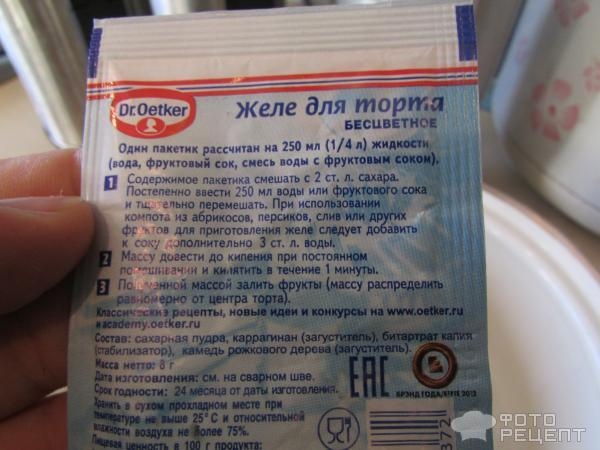 Dr.Oetker
Желе для торта
БЕСЦВЕТНОЕ
Один пакетик рассчитан на 250 мл (1/4 л) жидкости
(вода, фруктовый сок, смесь воды с фруктовым соком).
1 Содержимое пакетика смешать с 2 ст. л. сахара.
Постепенно ввести 250 мл воды или фруктового сока
и тщательно перемешать. При использовании
компота из абрикосов, персиков, слив или других
фруктов для приготовления желе следует добавить
к соку дополнительно 3 ст. л. воды.
2 Массу довести до кипения при постоянном
помешивании и кипятить в течение 1 минуты.
3 Полученной массой залить фрукты (массу распределить
равномерно от центра торта).
Классические рецепты, новые идеи и конкурсы на www.oetker.ru
и academy.oetker.ru
Состав: сахарная пудра, каррагинан (загуститель), битартрат калия
(стабилизатор), камедь рожкового дерева (загуститель).
Масса нетто: 8 г
Дата изготовления: см. на сварном шве.
Срок годности: 24 месяца от даты изготовления.
Хранить в сухом прохладном месте при
температуре не выше 25°С и относительной
влажности воздуха не более 75%.
Пищевая ценность в 100 г продукта:
ЕАС
БРЭНД ГОДА/EFFIE 2013
372
ФОТО
РЕЦЕПТ